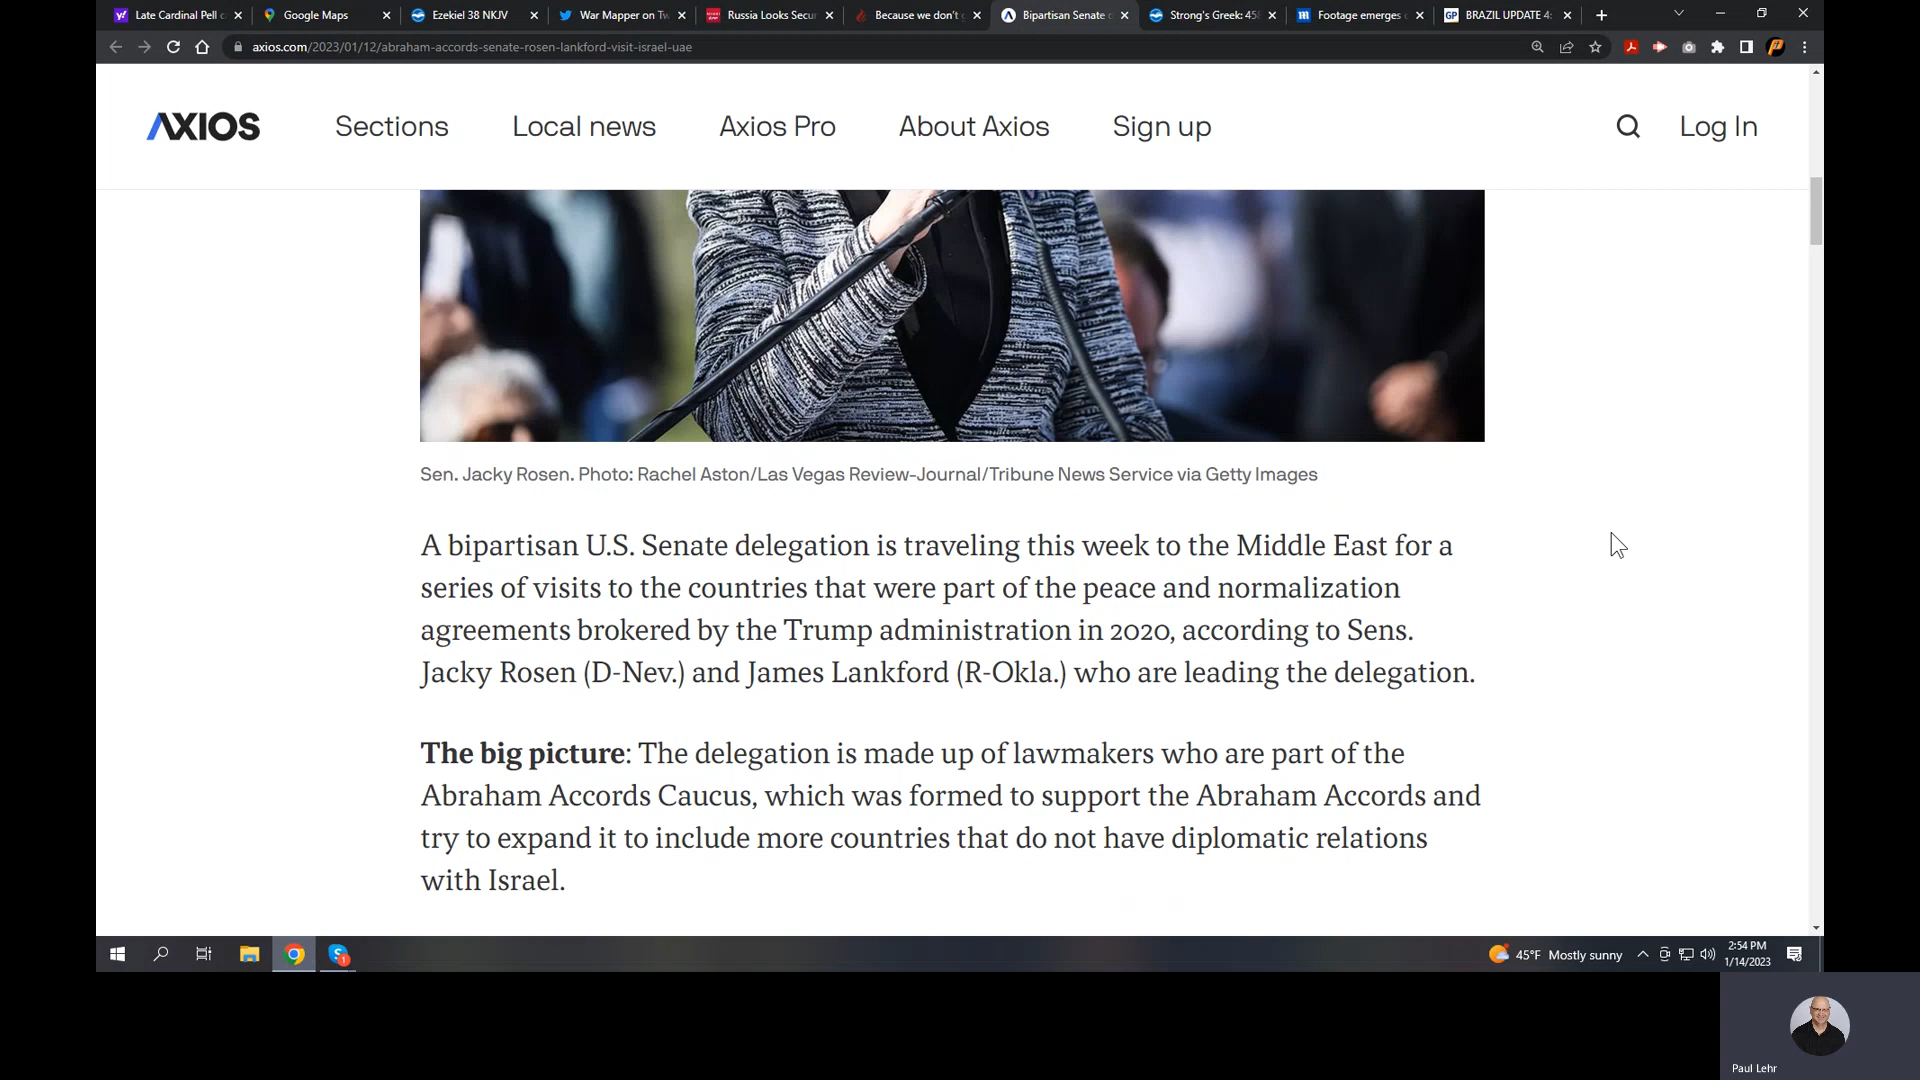 Late Cardinal Pell c
Google Maps
Ezekiel 38 NKJV
War Mapper on Tw
Russia Looks Secur
Because we don't g
Bipartisan Senate d
Strong's Greek: 458
Footage emerges o
BRAZIL UPDATE 4:
axios.com/2023/01/12/abraham-accords-senate-rosen-lankford-visit-israel-uae
AXIOS
Sections
Local news
Axios Pro
About Axios
Sign up
Log In
Sen. Jacky Rosen. Photo: Rachel Aston/Las Vegas Review-Journal/Tribune News Service via Getty Images
A bipartisan U.S. Senate delegation is traveling this week to the Middle East for a
series of visits to the countries that were part of the peace and normalization
agreements brokered by the Trump administration in 2020, according to Sens.
Jacky Rosen (D-Nev.) and James Lankford (R-Okla.) who are leading the delegation.
The big picture: The delegation is made up of lawmakers who are part of the
Abraham Accords Caucus, which was formed to support the Abraham Accords and
try to expand it to include more countries that do not have diplomatic relations
with Israel.
45°F Mostly sunny
2:54 PM
1/14/2023
Paul Lehr